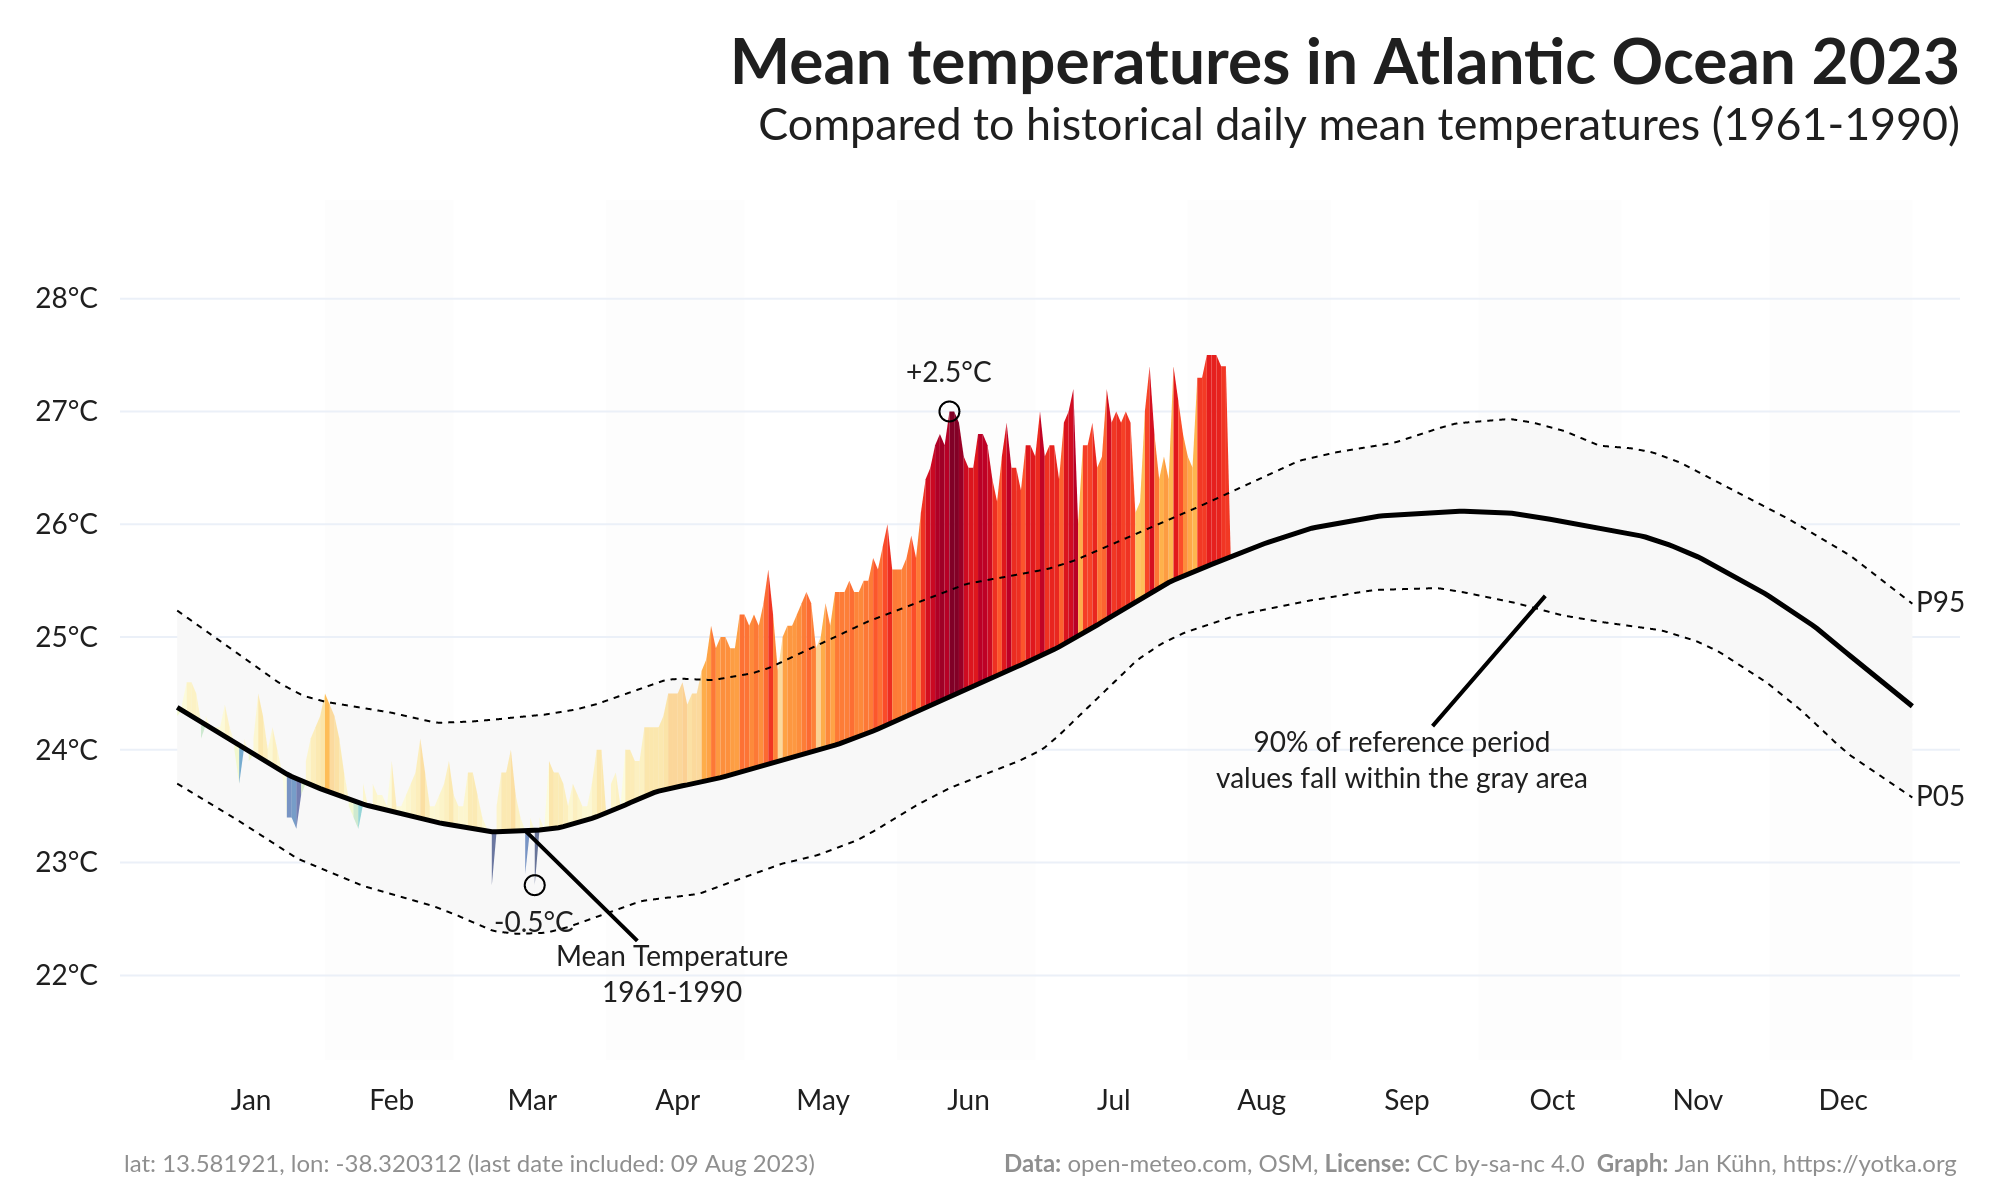 Mean temperatures in Atlantic Ocean 2023
Compared to historical daily mean temperatures (1961-1990)
28°C
27°C
26°C
25°C
24°C
23°C
22°C
+2.5°C
-0.5°C
Mean Temperature
1961-1990
90% of reference period
values fall within the gray area
P95
P05
Jan Feb Mar Apr May Jun Jul Aug Sep Oct Nov Dec
lat: 13.581921, lon: -38.320312 (last date included: 09 Aug 2023)
Data: open-meteo.com, OSM, License: CC by-sa-nc 4.0 Graph: Jan Kühn, https://yotka.org